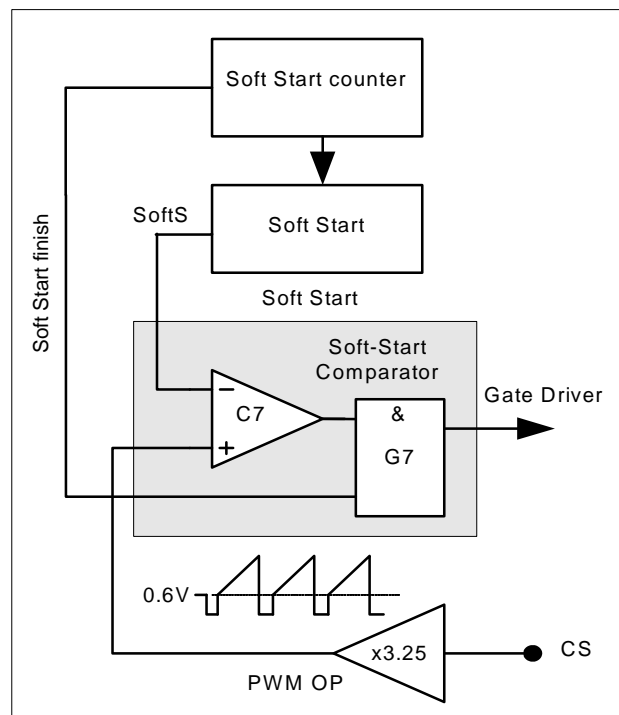 Soft Start counter
SoftS
Soft Start
Soft Start finish
Soft Start
Soft-Start
Comparator
Gate Driver
C7
&
G7
0.6V
x3.25
CS
PWM OP